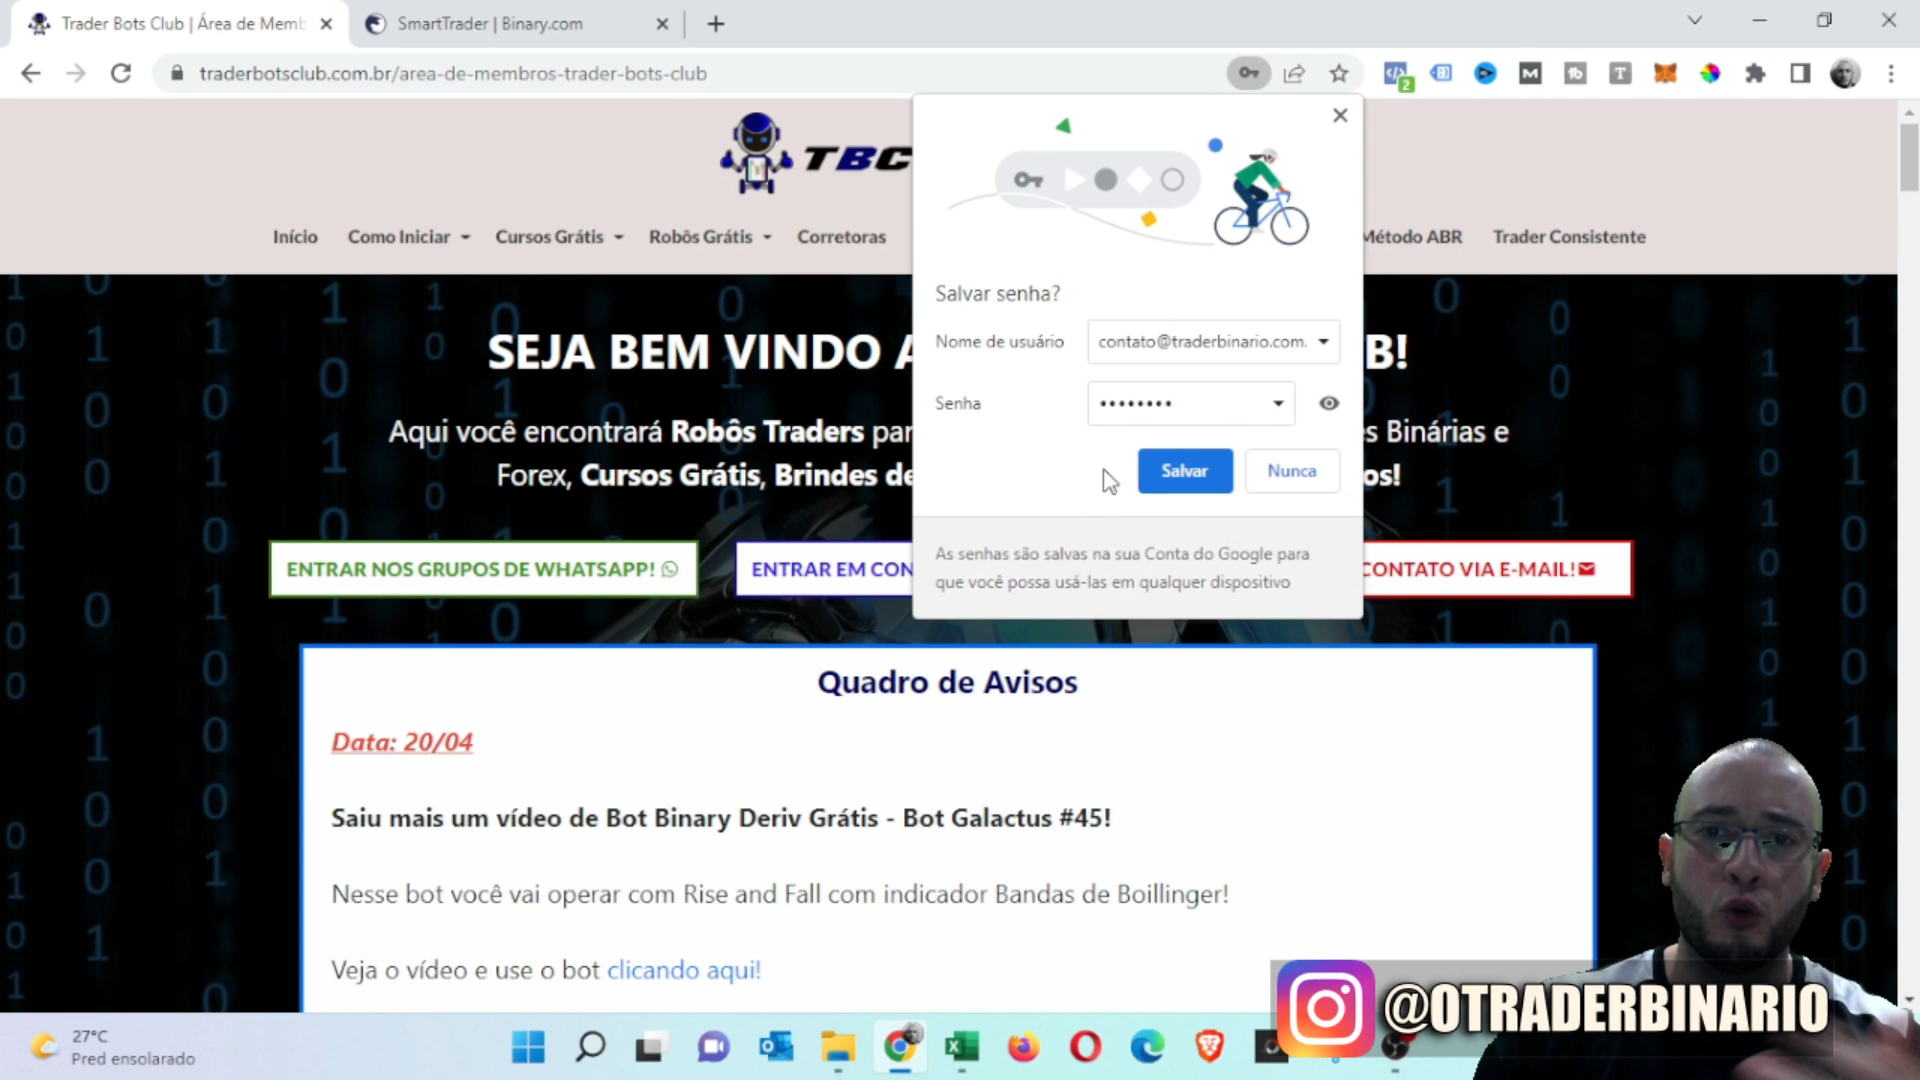 Trader Bots Club | Área de Memb
SmartTrader | Binary.com
traderbotsclub.com.br/area-de-membros-trader-bots-club
2
TBC
Início
Como Iniciar
Cursos Grátis
Robôs Grátis
Corretoras
Método ABR
Trader Consistente
Salvar senha?
Nome de usuário
contato@traderbinario.com.
Senha
••••••••
Salvar
Nunca
As senhas são salvas na sua Conta do Google para
que você possa usá-las em qualquer dispositivo
SEJA BEM VINDO A
B!
Aqui você encontrará Robôs Traders par
s Binárias e
Forex, Cursos Grátis, Brindes de
os!
ENTRAR NOS GRUPOS DE WHATSAPP!
ENTRAR EM CON
CONTATO VIA E-MAIL!
Quadro de Avisos
Data: 20/04
Saiu mais um vídeo de Bot Binary Deriv Grátis - Bot Galactus #45!
Nesse bot você vai operar com Rise and Fall com indicador Bandas de Boillinger!
Veja o vídeo e use o bot clicando aqui!
@OTRADERBINARIO
27°C
Pred ensolarado